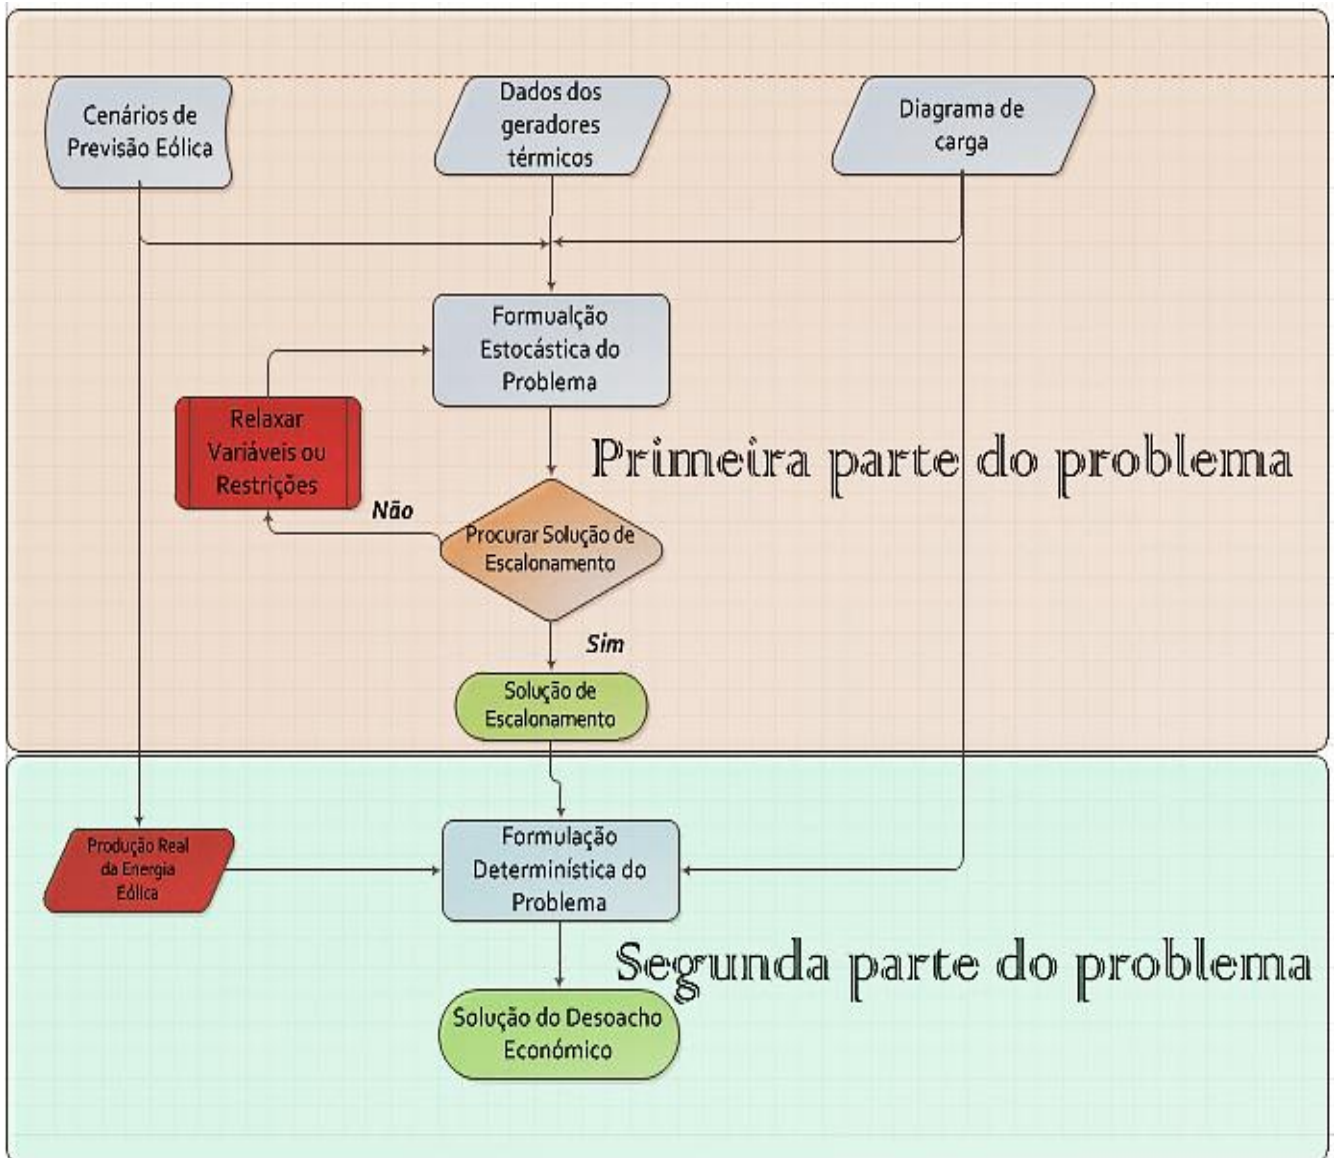 Cenários de
Previsão Eólica
Dados dos
geradores
térmicos
Diagrama de
carga
Formualção
Estocástica do
Problema
Relaxar
Variáveis ou
Restrições
Primeira parte do problema
Não
Procurar Solução de
Escalonamento
Sim
Solução de
Escalonamento
Produção Real
da Energia
Eólica
Formulação
Determinística do
Problema
Segunda parte do problema
Solução do Desoacho
Económico